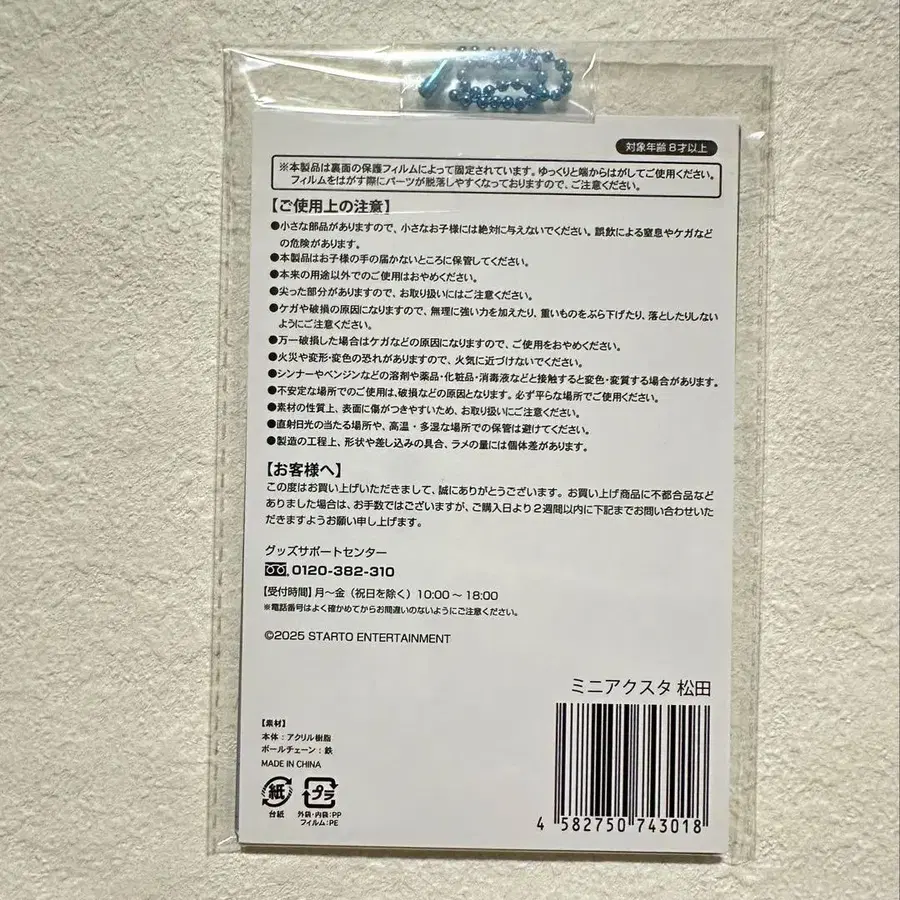 対象年齢8才以上
※本製品は裏面の保護フィルムによって固定されています。ゆっくりと端からはがしてご使用ください。
フィルムをはがす際にパーツが脱落しやすくなっておりますので、ご注意ください。
【ご使用上の注意】
●小さな部品がありますので、小さなお子様には絶対に与えないでください。誤飲による窒息やケガなど
の危険があります。
●本製品はお子様の手の届かないところに保管してください。
●本来の用途以外でのご使用はおやめください。
●尖った部分がありますので、お取り扱いにはご注意ください。
●ケガや破損の原因になりますので、無理に強い力を加えたり、重いものをぶら下げたり、落としたりしない
ようにご注意ください。
●万一破損した場合はケガなどの原因になりますので、ご使用をおやめください。
●火災や変形・変色の恐れがありますので、火気に近づけないでください。
●シンナーやベンジンなどの溶剤や薬品・化粧品・消毒液などと接触すると変色・変質する場合があります。
●不安定な場所でのご使用は、破損などの原因となります。必ず平らな場所でご使用ください。
●素材の性質上、表面に傷がつきやすいため、お取り扱いにご注意ください。
●直射日光の当たる場所や、高温・多湿な場所での保管は避けてください。
●製造の工程上、形状や差し込みの具合、ラメの量には個体差があります。
【お客様へ】
この度はお買い上げいただきまして、誠にありがとうございます。お買い上げ商品に不都合品など
ありました場合は、お手数ではございますが、ご購入日より2週間以内に下記までお問い合わせいた
だきますようお願い申し上げます。
グッズサポートセンター
0120-382-310
【受付時間】月～金（祝日を除く）10:00～18:00
※電話番号はよく確かめてからお間違いのないようにご注意ください。
©2025 STARTO ENTERTAINMENT
ミニアクスタ 松田
【素材】
本体：アクリル樹脂
ボールチェーン：鉄
MADE IN CHINA
紙
台紙
プラ
外袋・内袋:PP
フィルム:PE
4 582750 743018